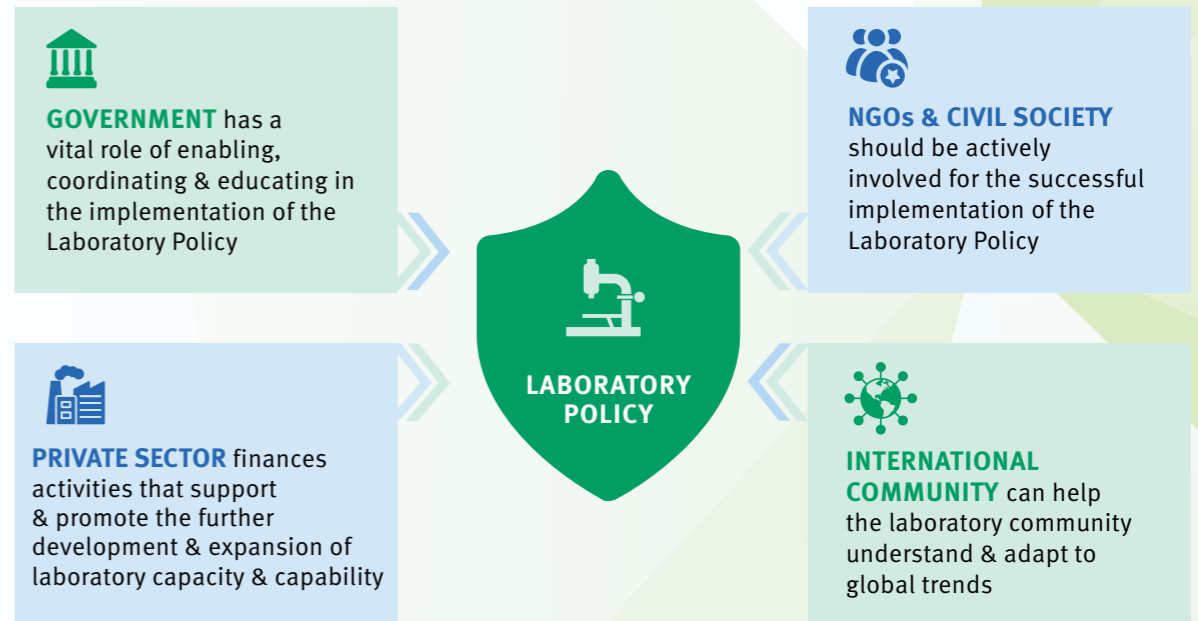 GOVERNMENT has a
vital role of enabling,
coordinating & educating in
the implementation of the
Laboratory Policy
NGOs & CIVIL SOCIETY
should be actively
involved for the successful
implementation of the
Laboratory Policy
LABORATORY
POLICY
PRIVATE SECTOR finances
activities that support
& promote the further
development & expansion of
laboratory capacity & capability
INTERNATIONAL
COMMUNITY can help
the laboratory community
understand & adapt to
global trends